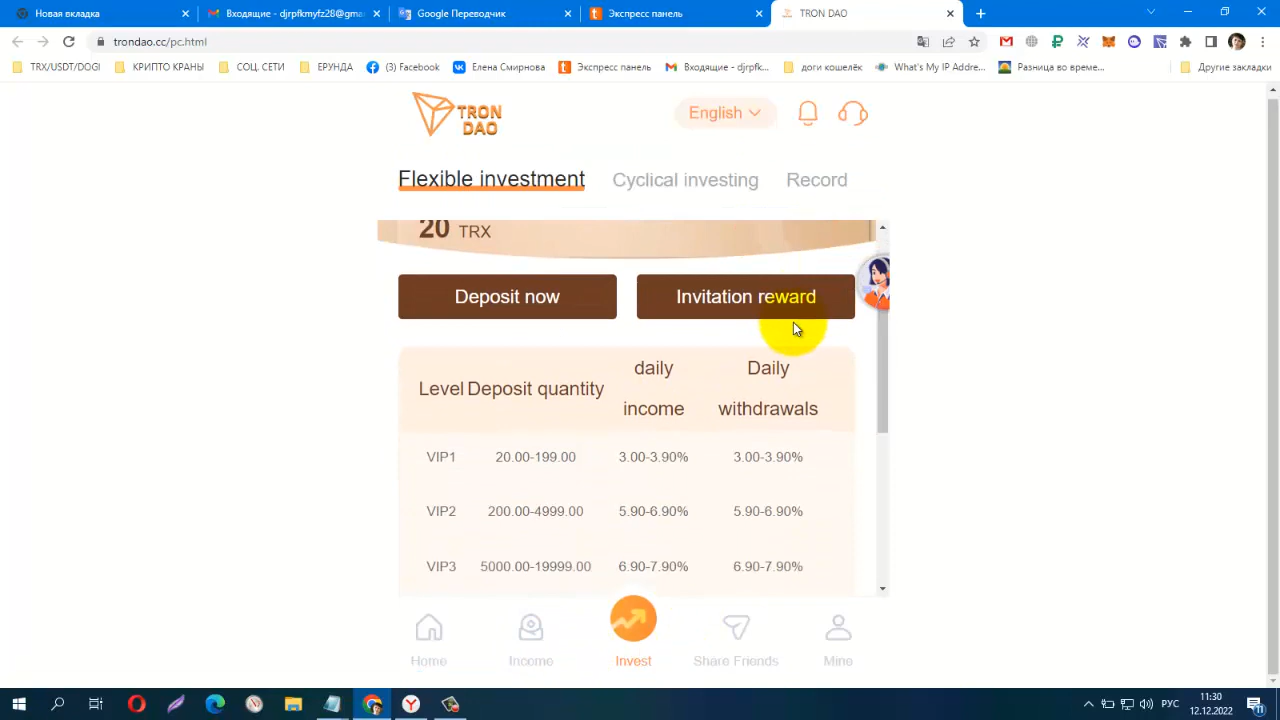 Новая вкладка
Входящие - djrpfkmyfz28@gma
Google Переводчик
Экспресс панель
TRON DAO
trondao.cc/pc.html
TRX/USDT/DOGI
КРИПТО КРАНЫ
СОЦ. СЕТИ
ЕРУНДА
(3) Facebook
Елена Смирнова
Экспресс панель
Входящие - djrpfk...
доги кошелёк
What's My IP Addre...
Разница во време...
Другие закладки
TRON
DAO
English
Flexible investment
Cyclical investing
Record
20 TRX
Deposit now
Invitation reward
Level Deposit quantity daily income Daily withdrawals
VIP1 20.00-199.00 3.00-3.90% 3.00-3.90%
VIP2 200.00-4999.00 5.90-6.90% 5.90-6.90%
VIP3 5000.00-19999.00 6.90-7.90% 6.90-7.90%
Home
Income
Invest
Share Friends
Mine
РУС
11:30
12.12.2022